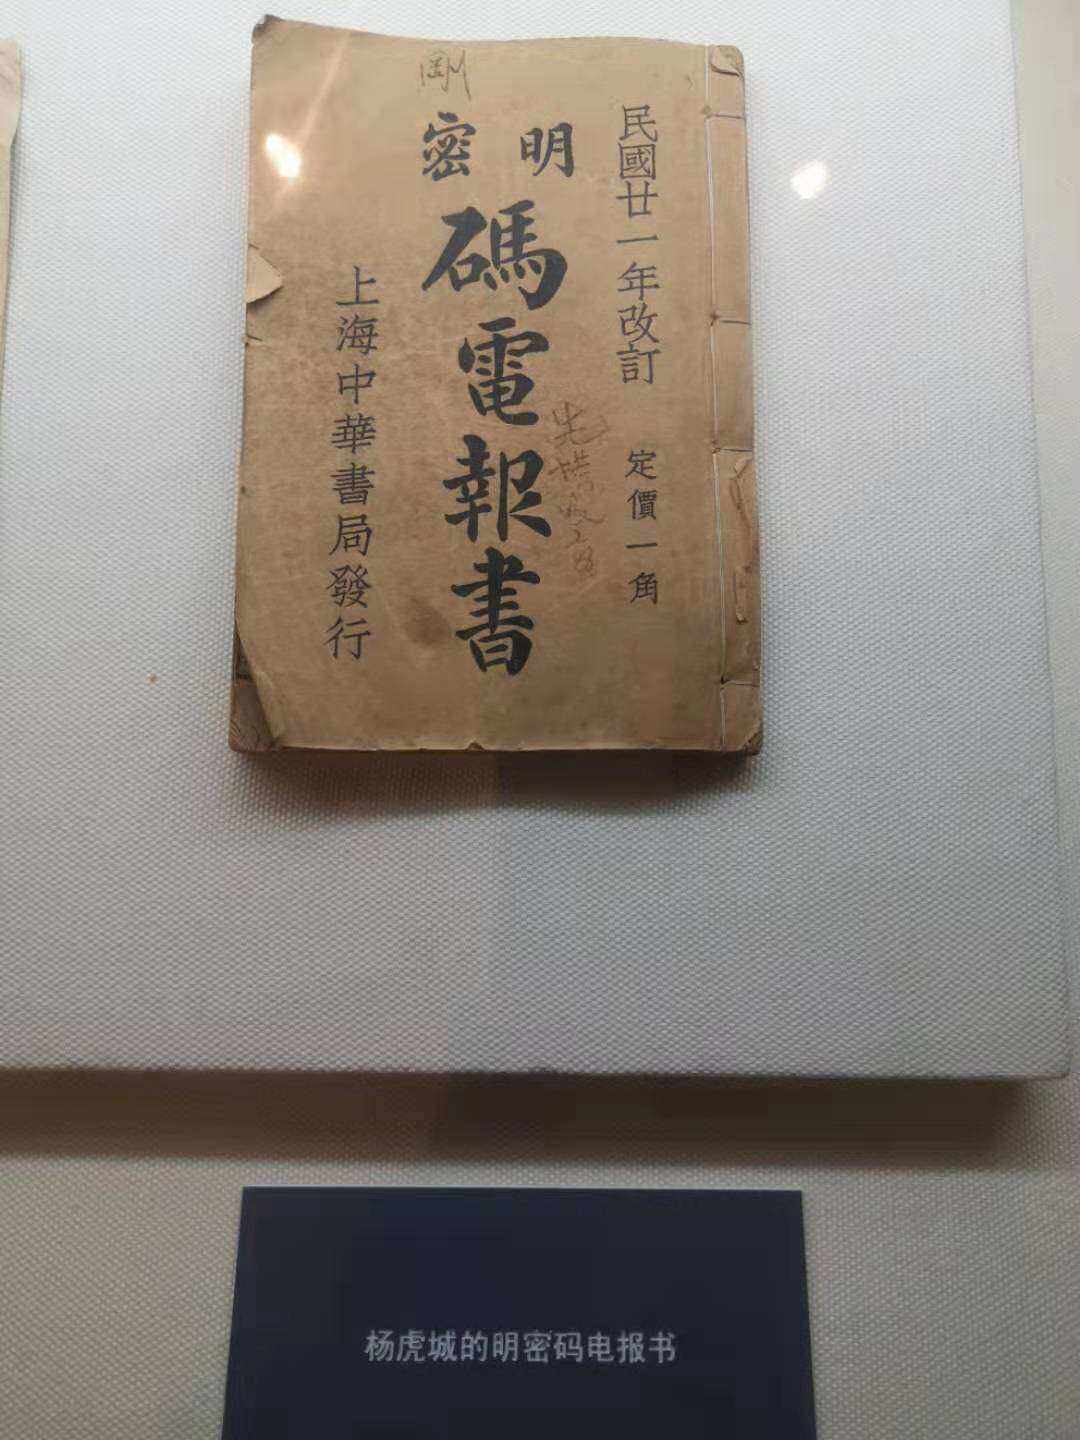 剛
民國廿一年改訂 定價一角
明密
碼電報書
上海中華書局發行
杨虎城的明密码电报书